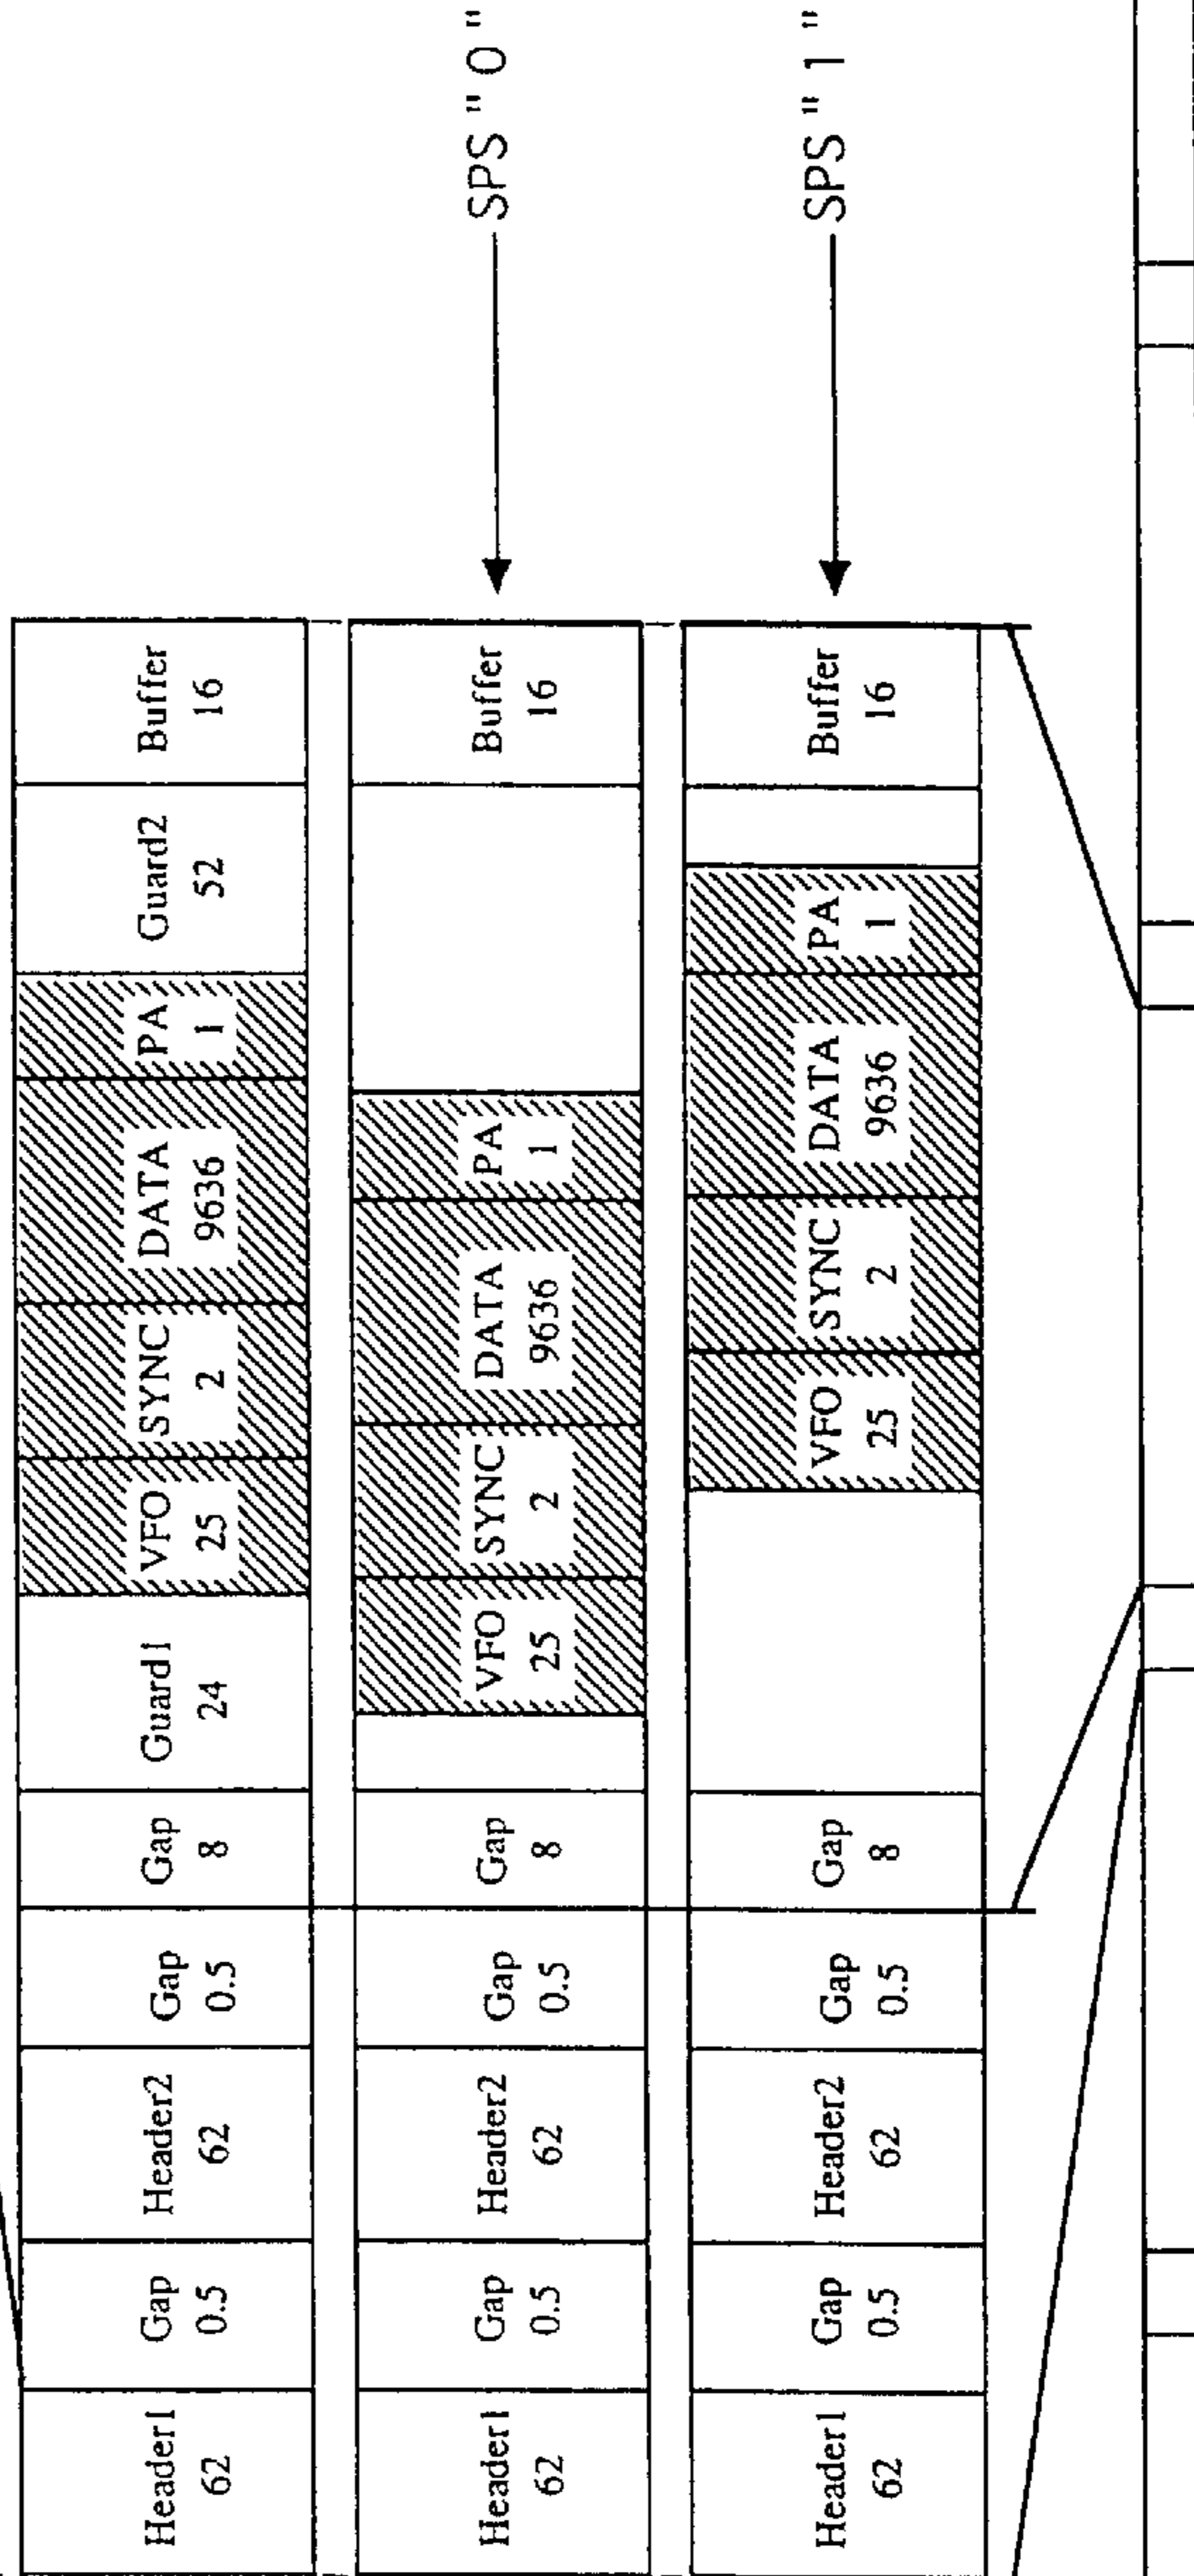 Header1 Gap Header2 Gap Gap Guard1 VFO SYNC DATA PA Guard2 Buffer
62 0.5 62 0.5 8 24 25 2 9636 1 52 16
Header1 Gap Header2 Gap Gap VFO SYNC DATA PA Buffer SPS "0"
62 0.5 62 0.5 8 25 2 9636 1 16
Header1 Gap Header2 Gap Gap VFO SYNC DATA PA Buffer SPS "1"
62 0.5 62 0.5 8 25 2 9636 1 16